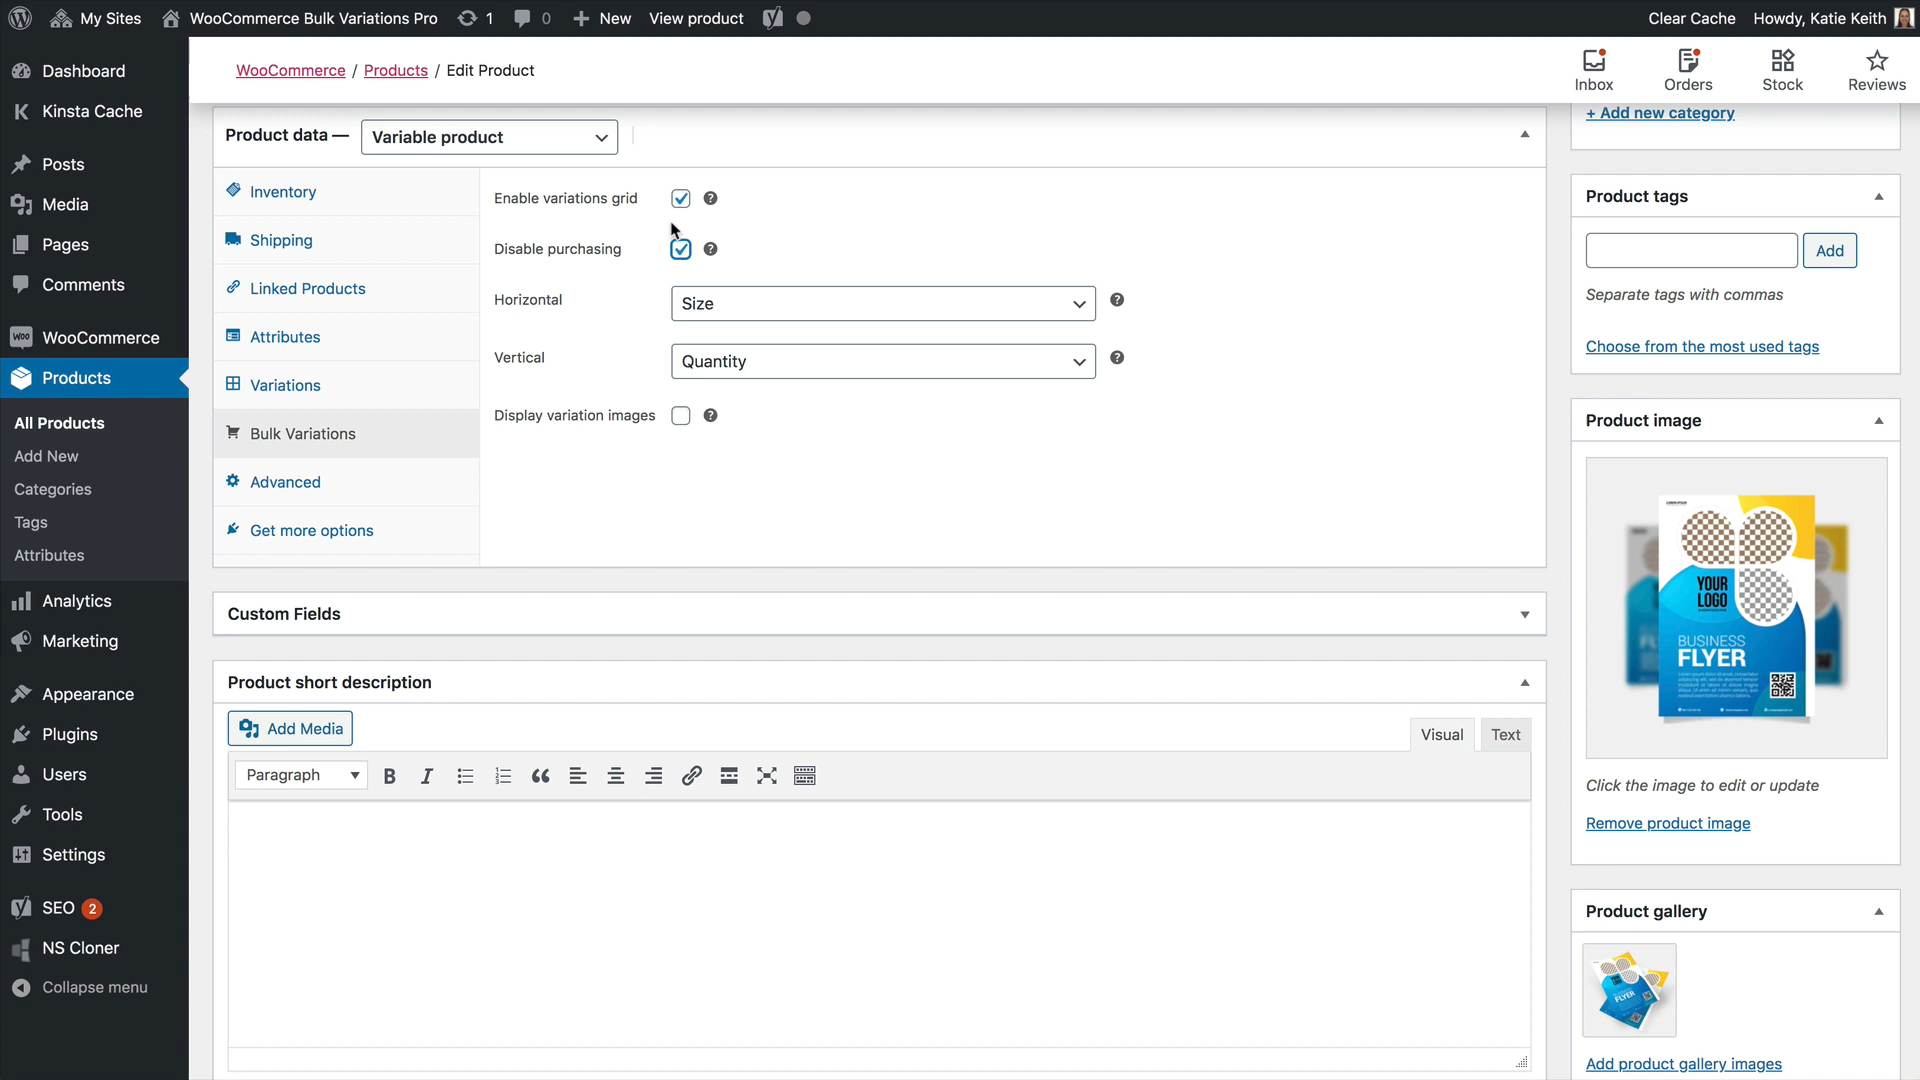 My Sites
WooCommerce Bulk Variations Pro
1
0
New
View product
Clear Cache
Howdy, Katie Keith
Dashboard
Kinsta Cache
Posts
Media
Pages
Comments
WooCommerce
Products
All Products
Add New
Categories
Tags
Attributes
Analytics
Marketing
Appearance
Plugins
Users
Tools
Settings
SEO 2
NS Cloner
Collapse menu
WooCommerce / Products / Edit Product
Inbox
Orders
Stock
Reviews
Product data — Variable product
Inventory
Shipping
Linked Products
Attributes
Variations
Bulk Variations
Advanced
Get more options
Enable variations grid
Disable purchasing
Horizontal Size
Vertical Quantity
Display variation images
Custom Fields
Product short description
Add Media
Visual
Text
Paragraph
+ Add new category
Product tags
Add
Separate tags with commas
Choose from the most used tags
Product image
YOUR
LOGO
BUSINESS
FLYER
Click the image to edit or update
Remove product image
Product gallery
FLYER
Add product gallery images